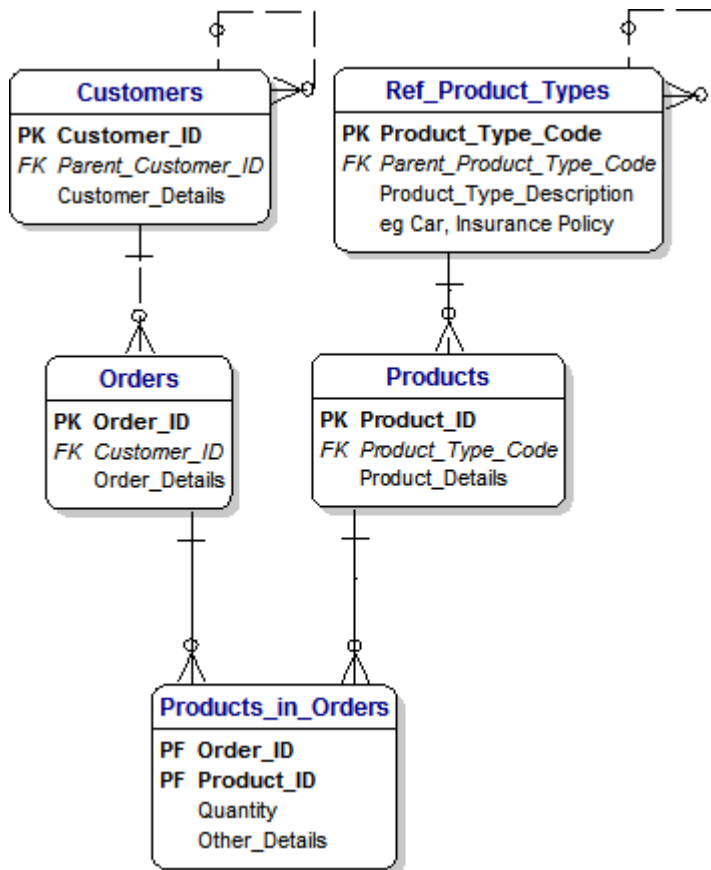 Customers
PK Customer_ID
FK Parent_Customer_ID
Customer_Details
Ref_Product_Types
PK Product_Type_Code
FK Parent_Product_Type_Code
Product_Type_Description
eg Car, Insurance Policy
Orders
PK Order_ID
FK Customer_ID
Order_Details
Products
PK Product_ID
FK Product_Type_Code
Product_Details
Products_in_Orders
PF Order_ID
PF Product_ID
Quantity
Other_Details